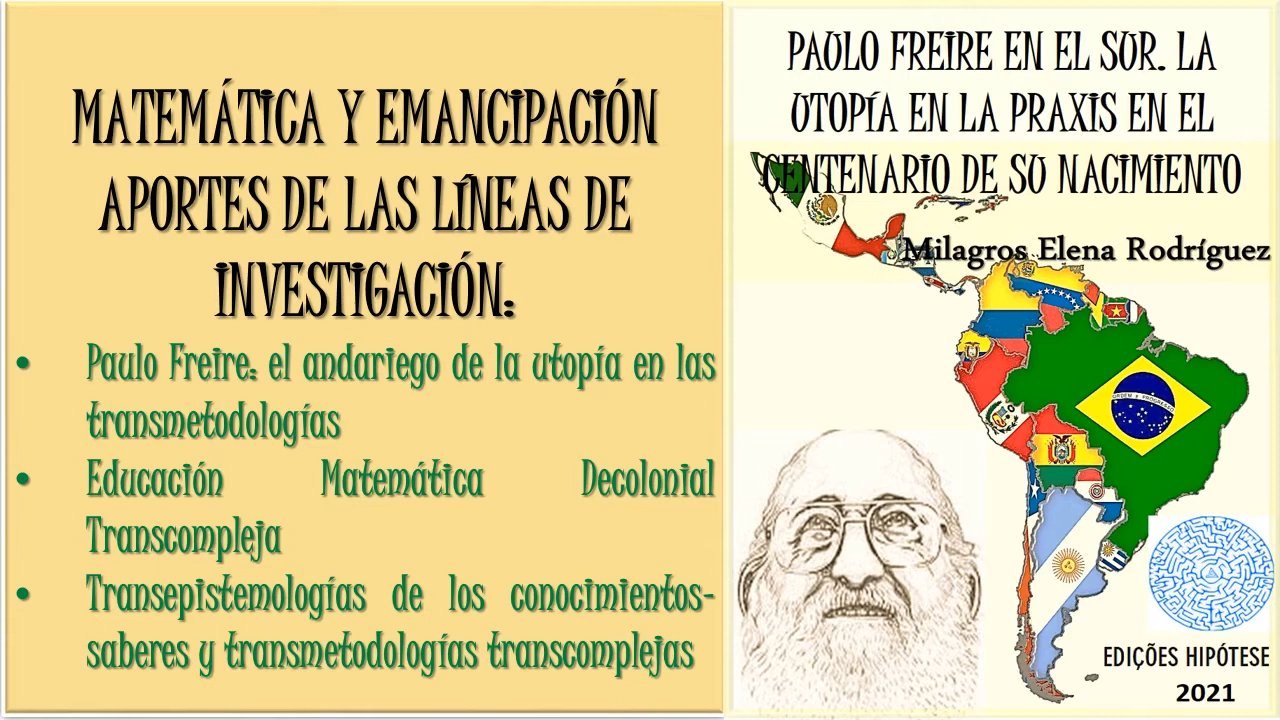 MATEMÁTICA Y EMANCIPACIÓN
APORTES DE LAS LÍNEAS DE
INVESTIGACIÓN:
• Paulo Freire: el andariego de la utopía en las
transmetodologías
• Educación Matemática Decolonial
Transcompleja
• Transepistemologías de los conocimientos-
saberes y transmetodologías transcomplejas
PAULO FREIRE EN EL SUR. LA
UTOPÍA EN LA PRAXIS EN EL
CENTENARIO DE SU NACIMIENTO
Milagros Elena Rodríguez
ORDEM E PROGRESSO
EDIÇÕES HIPÓTESE
2021